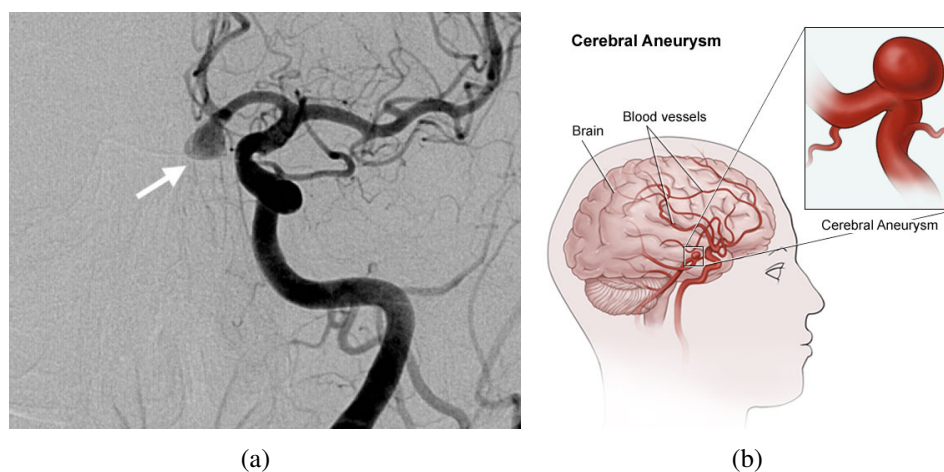 Cerebral Aneurysm
Blood vessels
Brain
Cerebral Aneurysm
(a)
(b)